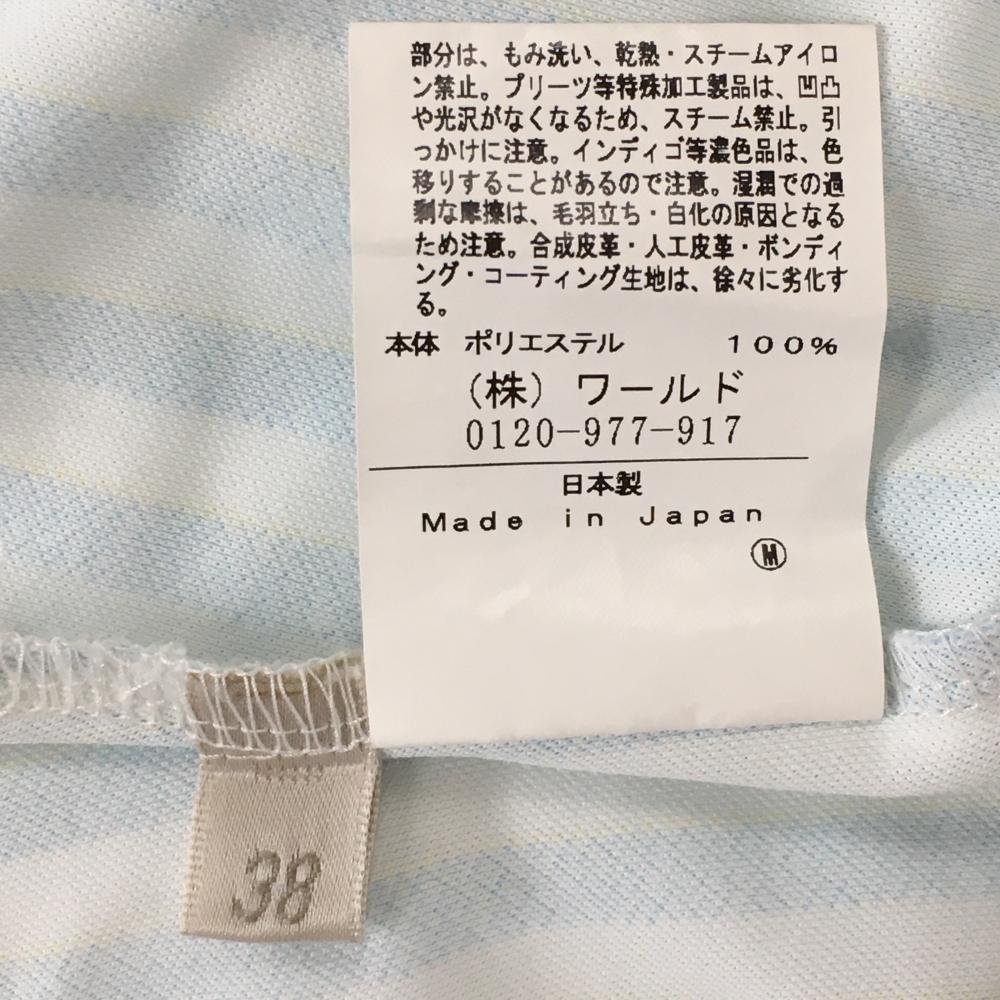 部分は、もみ洗い、乾熱・スチームアイロ
ン禁止。プリーツ等特殊加工製品は、凹凸
や光沢がなくなるため、スチーム禁止。引
っかけに注意。インディゴ等濃色品は、色
移りすることがあるので注意。湿潤での過
剰な摩擦は、毛羽立ち・白化の原因となる
ため注意。合成皮革・人工皮革・ボンディ
ング・コーティング生地は、徐々に劣化す
る。
本体 ポリエステル 100%
(株)ワールド
0120-977-917
日本製
Made in Japan
Ⓜ
38